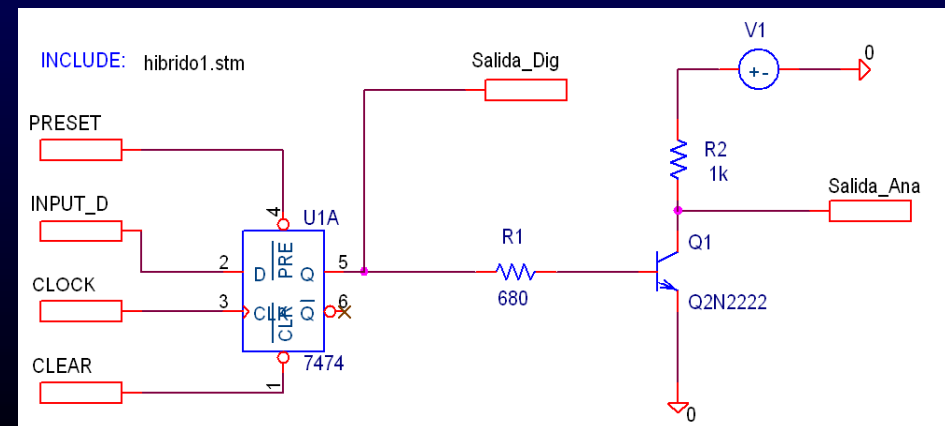 INCLUDE: hibrido1.stm
Salida_Dig
V1
+-
0
PRESET
R2
1k
INPUT_D
4
U1A
Salida_Ana
2
D
PRE
Q
5
R1
680
Q1
Q2N2222
CLOCK
3
CLK
CLR
Q
6
CLEAR
1
7474
0